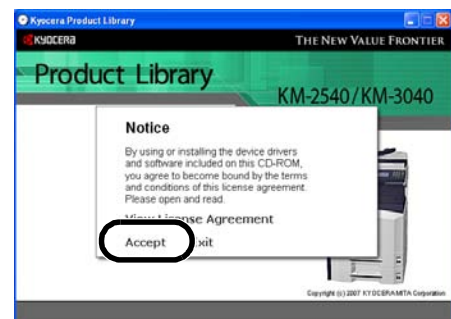 Kyocera Product Library
KYOCERA
THE NEW VALUE FRONTIER
Product Library
KM-2540/KM-3040
Notice
By using or installing the device drivers
and software included on this CD-ROM,
you agree to become bound by the terms
and conditions of this license agreement.
Please open and read.
View License Agreement
Accept
Copyright (c) 2007 KYOCERA MITA Corporation